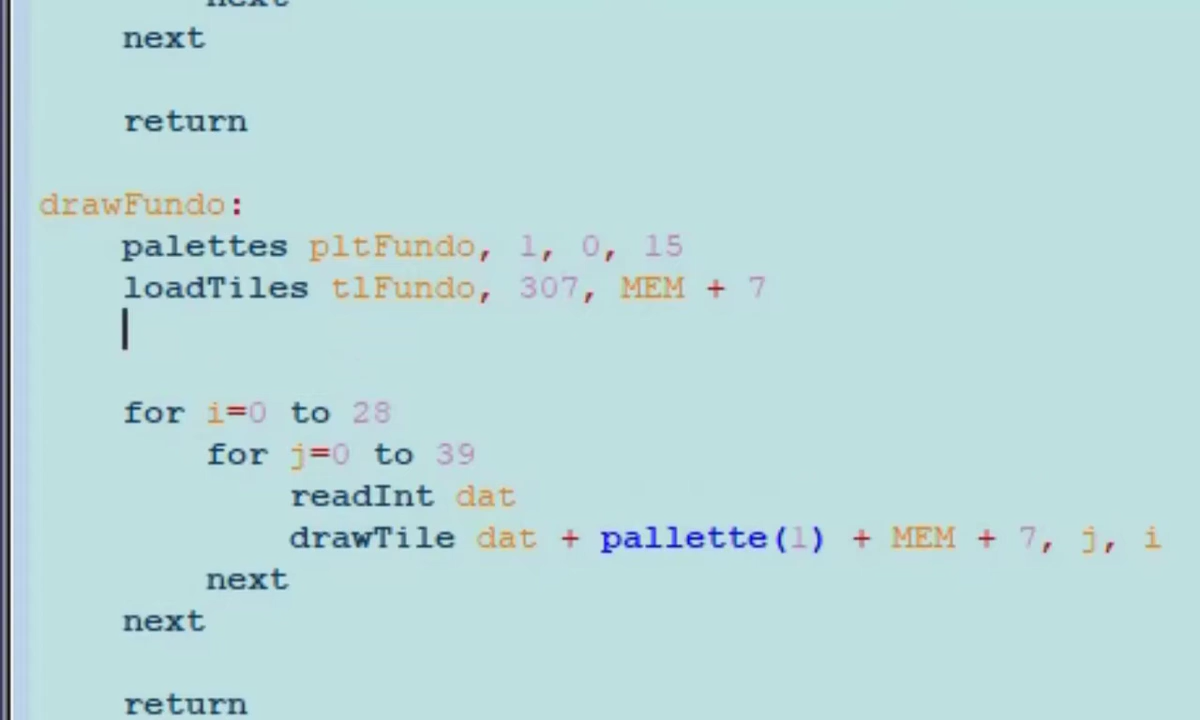 next
next
return
drawFundo:
palettes pltFundo, 1, 0, 15
loadTiles tlFundo, 307, MEM + 7
for i=0 to 28
for j=0 to 39
readInt dat
drawTile dat + pallette(1) + MEM + 7, j, i
next
next
return